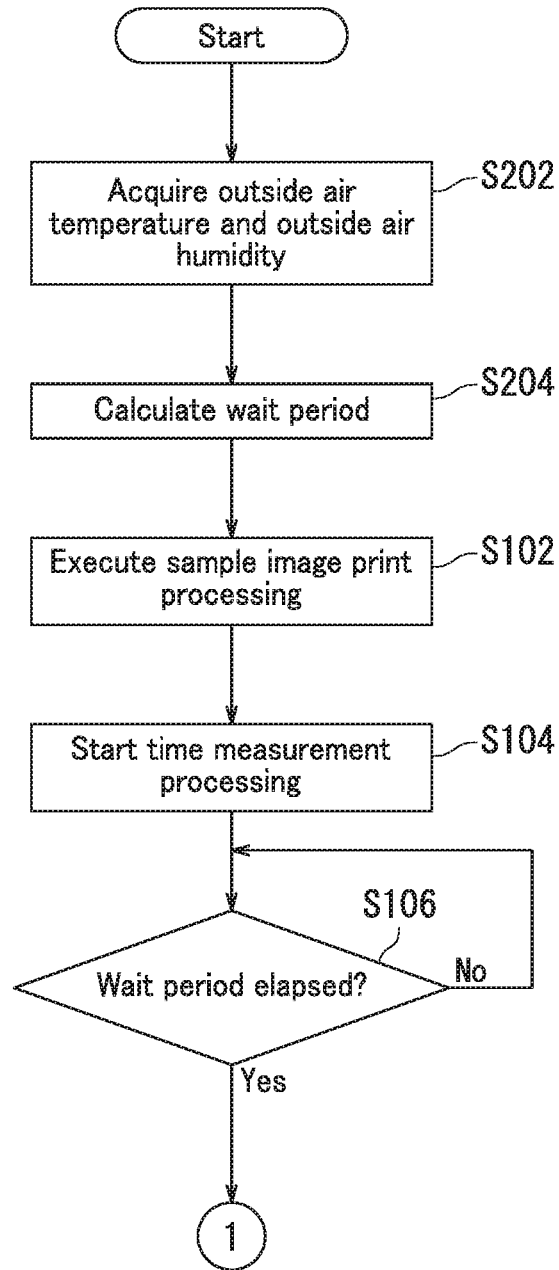 Start
Acquire outside air
temperature and outside air
humidity
S202
Calculate wait period
S204
Execute sample image print
processing
S102
Start time measurement
processing
S104
S106
Wait period elapsed?
No
Yes
1